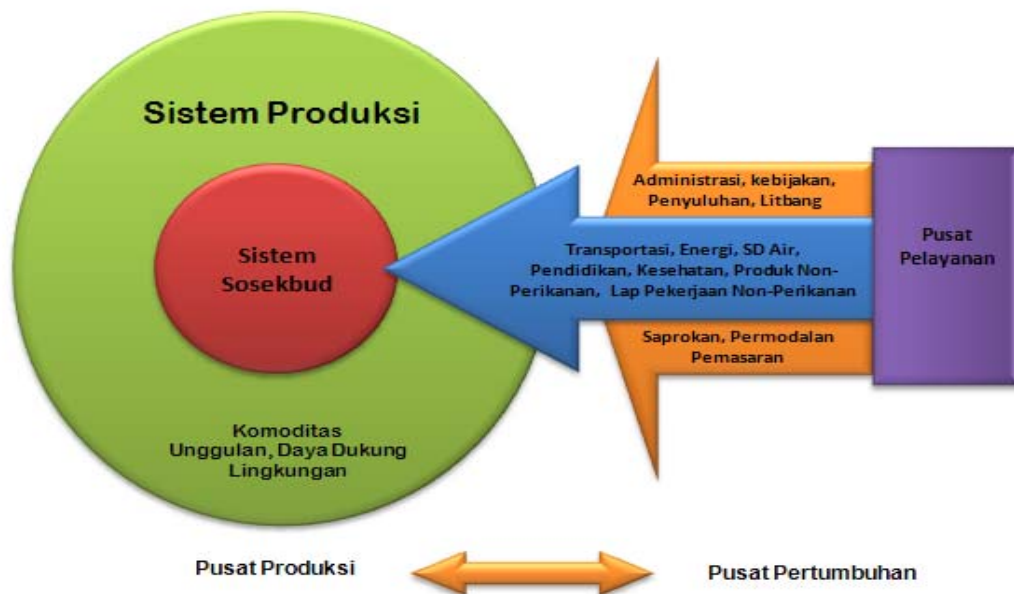 Sistem Produksi
Sistem
Sosekbud
Komoditas
Unggulan, Daya Dukung
Lingkungan
Administrasi, kebijakan,
Penyuluhan, Litbang
Transportasi, Energi, SD Air,
Pendidikan, Kesehatan, Produk Non-
Perikanan, Lap Pekerjaan Non-Perikanan
Saprokan, Permodalan
Pemasaran
Pusat
Pelayanan
Pusat Produksi
Pusat Pertumbuhan